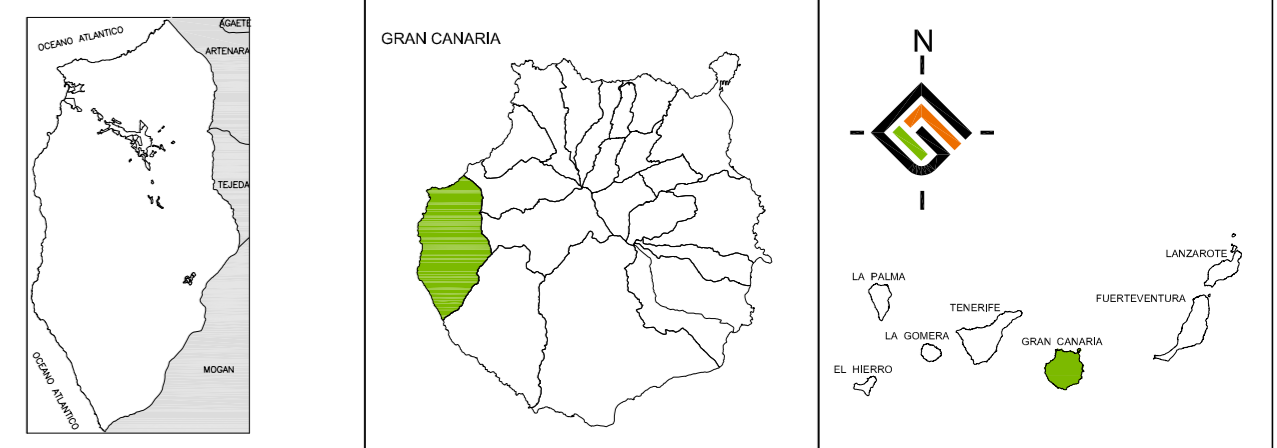 OCEANO ATLANTICO
AGAETE
ARTENARA
TEJEDA
OCEANO ATLANTICO
MOGAN
GRAN CANARIA
N
LANZAROTE
LA PALMA
FUERTEVENTURA
TENERIFE
LA GOMERA
GRAN CANARIA
EL HIERRO